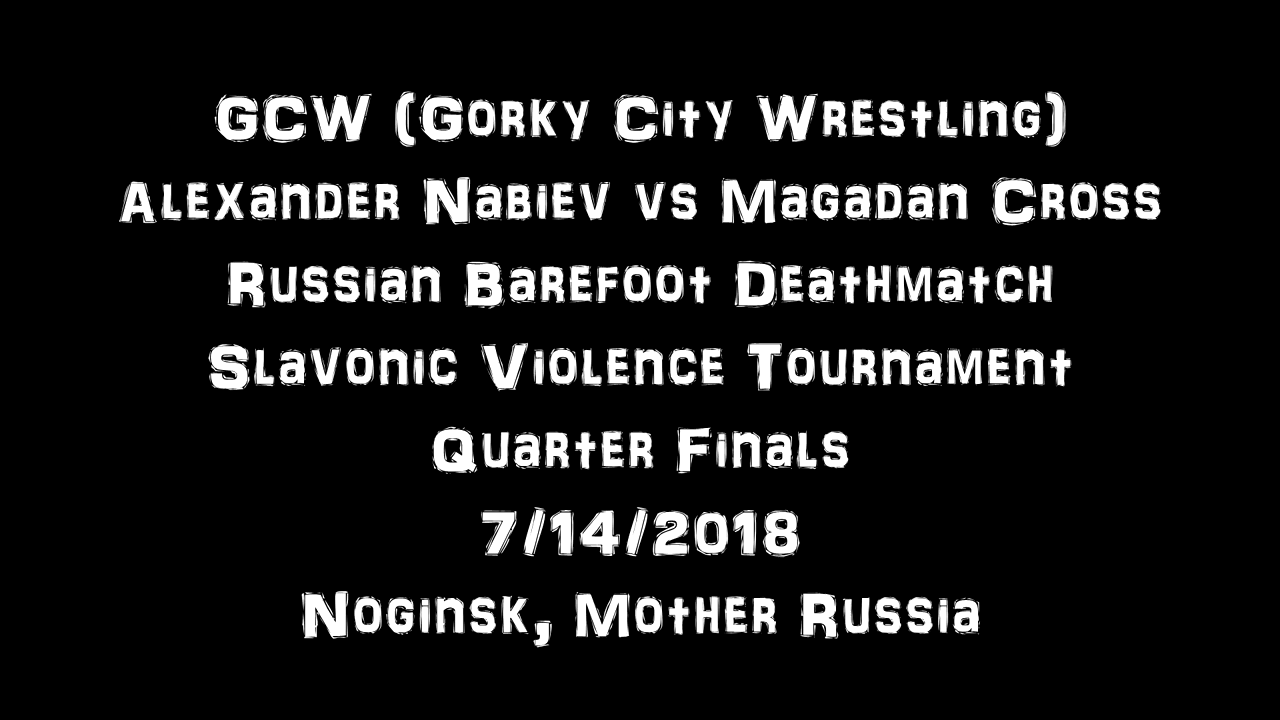 GCW (Gorky City Wrestling)
Alexander Nabiev vs Magadan Cross
Russian Barefoot Deathmatch
Slavonic Violence Tournament
Quarter Finals
7/14/2018
Noginsk, Mother Russia